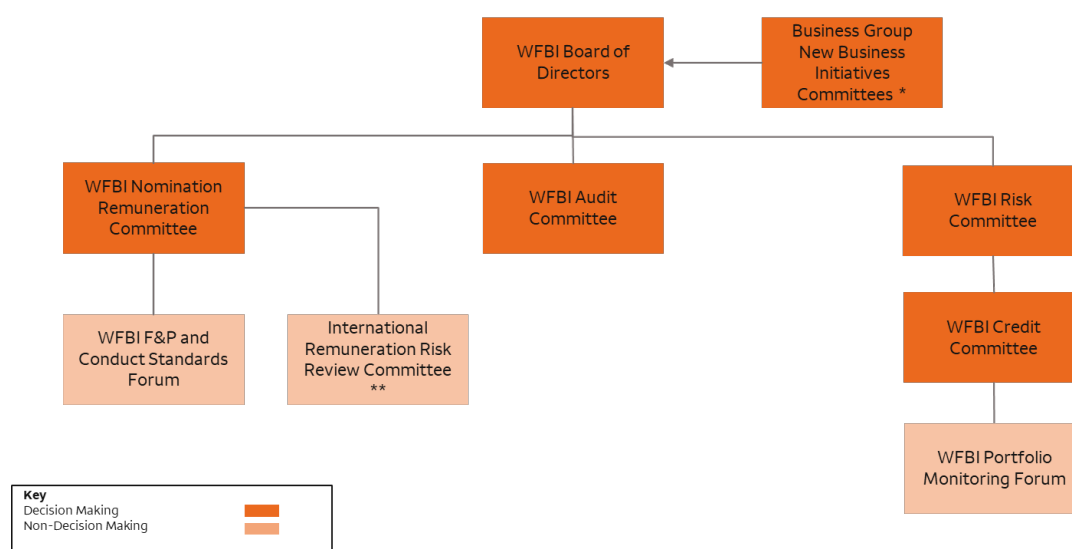 WFBI Board of
Directors
Business Group
New Business
Initiatives
Committees *
WFBI Nomination
Remuneration
Committee
WFBI Audit
Committee
WFBI Risk
Committee
WFBI F&P and
Conduct Standards
Forum
International
Remuneration Risk
Review Committee
**
WFBI Credit
Committee
WFBI Portfolio
Monitoring Forum
Key
Decision Making
Non-Decision Making